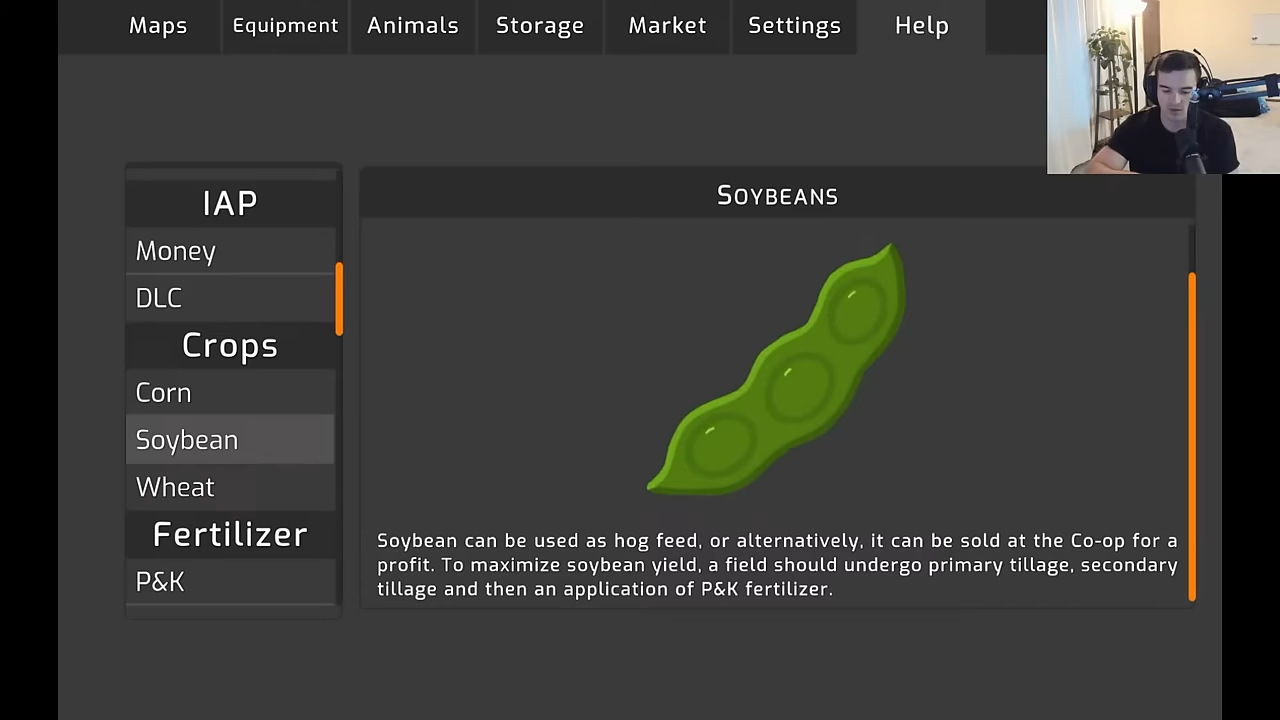 Maps Equipment Animals Storage Market Settings Help
IAP
Money
DLC
Crops
Corn
Soybean
Wheat
Fertilizer
P&K
Soybeans
Soybean can be used as hog feed, or alternatively, it can be sold at the Co-op for a
profit. To maximize soybean yield, a field should undergo primary tillage, secondary
tillage and then an application of P&K fertilizer.